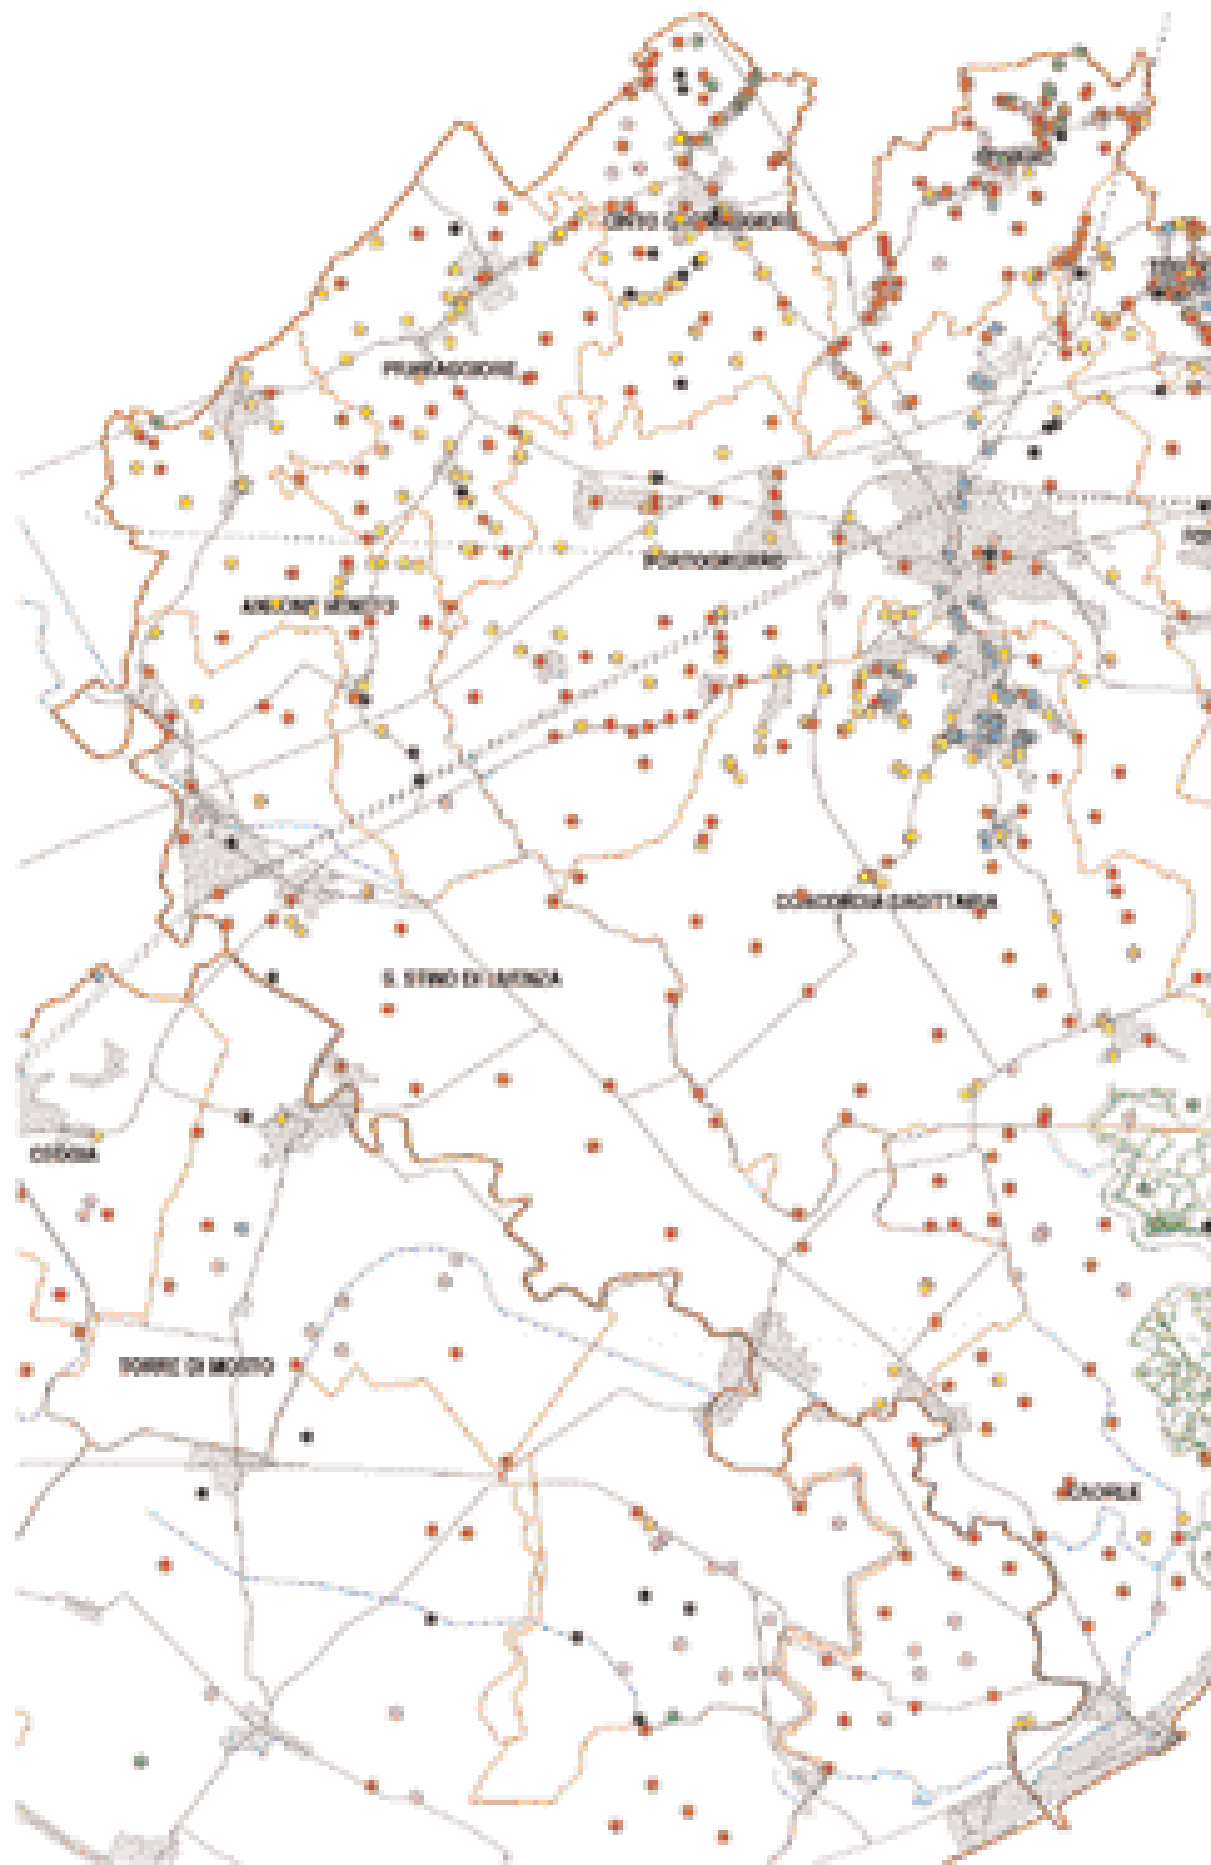 CINTO CAOMAGGIORE
PRAMAGGIORE
PORTOGRUARO
ANNONE VENETO
CONCORDIA SAGITTARIA
S. STINO DI LIVENZA
CEGGIA
TORRE DI MOSTO
CAORLE